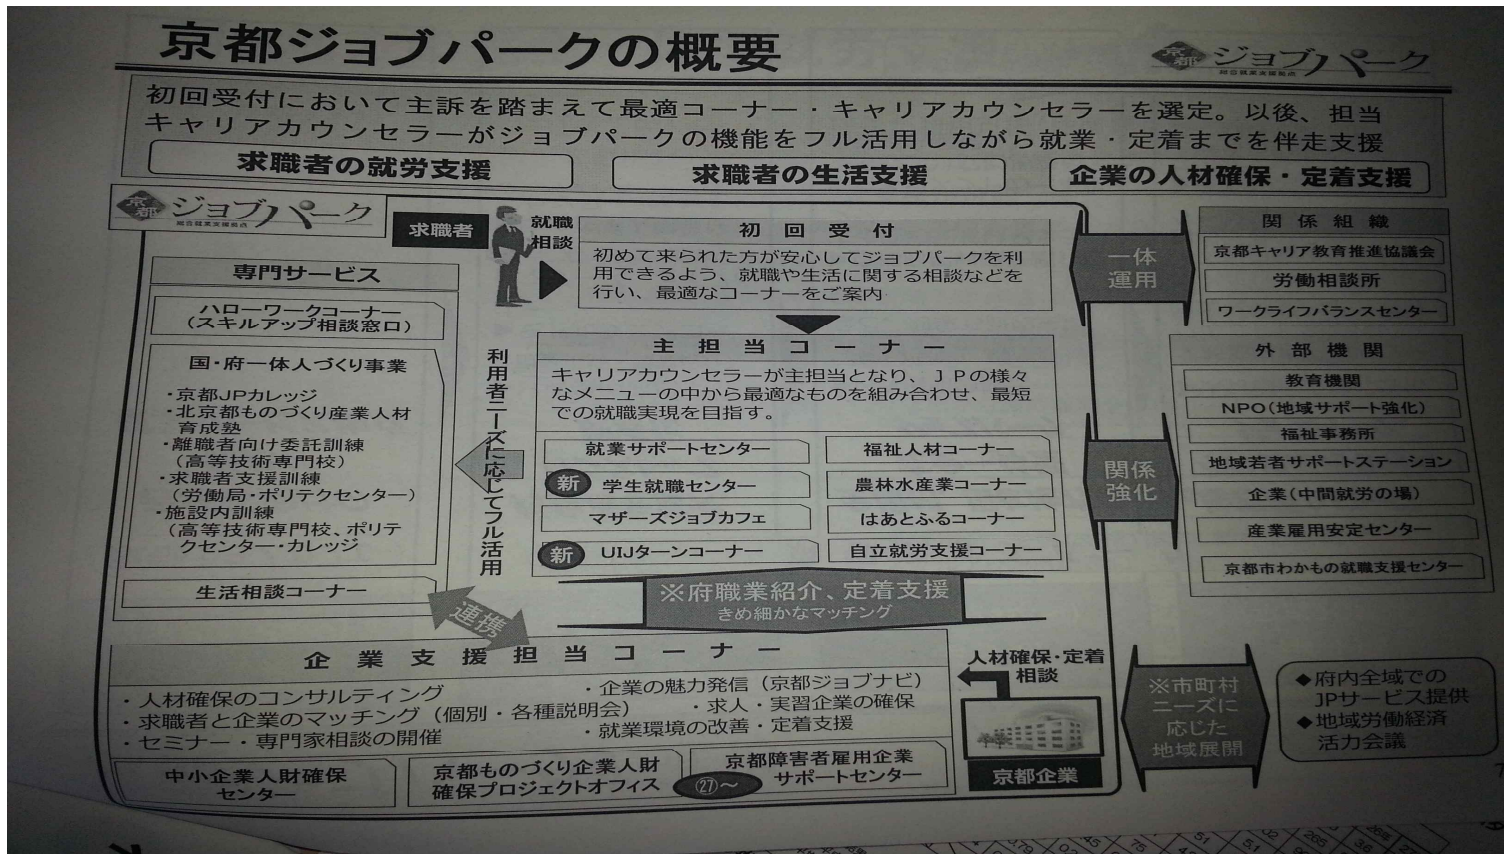 京都ジョブパークの概要
京都 ジョブパーク
総合就業支援拠点
初回受付において主訴を踏まえて最適コーナー・キャリアカウンセラーを選定。以後、担当
キャリアカウンセラーがジョブパークの機能をフル活用しながら就業・定着までを伴走支援
求職者の就労支援
求職者の生活支援
企業の人材確保・定着支援
京都 ジョブパーク
総合就業支援拠点
求職者
就職
相談
初回受付
初めて来られた方が安心してジョブパークを利
用できるよう、就職や生活に関する相談などを
行い、最適なコーナーをご案内
専門サービス
ハローワークコーナー
(スキルアップ相談窓口)
国・府一体人づくり事業
・京都JPカレッジ
・北京都ものづくり産業人材
育成塾
・離職者向け委託訓練
(高等技術専門校)
・求職者支援訓練
(労働局・ポリテクセンター)
・施設内訓練
(高等技術専門校、ポリテ
クセンター・カレッジ
生活相談コーナー
利用者ニーズに応じてフル活用
主担当コーナー
キャリアカウンセラーが主担当となり、JPの様々
なメニューの中から最適なものを組み合わせ、最短
での就職実現を目指す。
就業サポートセンター
福祉人材コーナー
新 学生就職センター
農林水産業コーナー
マザーズジョブカフェ
はあとふるコーナー
新 UIJターンコーナー
自立就労支援コーナー
※府職業紹介、定着支援
きめ細かなマッチング
連携
企業支援担当コーナー
・人材確保のコンサルティング
・求職者と企業のマッチング(個別・各種説明会)
・セミナー・専門家相談の開催
・企業の魅力発信(京都ジョブナビ)
・求人・実習企業の確保
・就業環境の改善・定着支援
中小企業人財確保
センター
京都ものづくり企業人財
確保プロジェクトオフィス
京都障害者雇用企業
サポートセンター
㉗～
人材確保・定着
相談
京都企業
一体
運用
関係組織
京都キャリア教育推進協議会
労働相談所
ワークライフバランスセンター
関係
強化
外部機関
教育機関
NPO(地域サポート強化)
福祉事務所
地域若者サポートステーション
企業(中間就労の場)
産業雇用安定センター
京都市わかもの就職支援センター
※市町村
ニーズに
応じた
地域展開
◆府内全域での
JPサービス提供
◆地域労働経済
活力会議